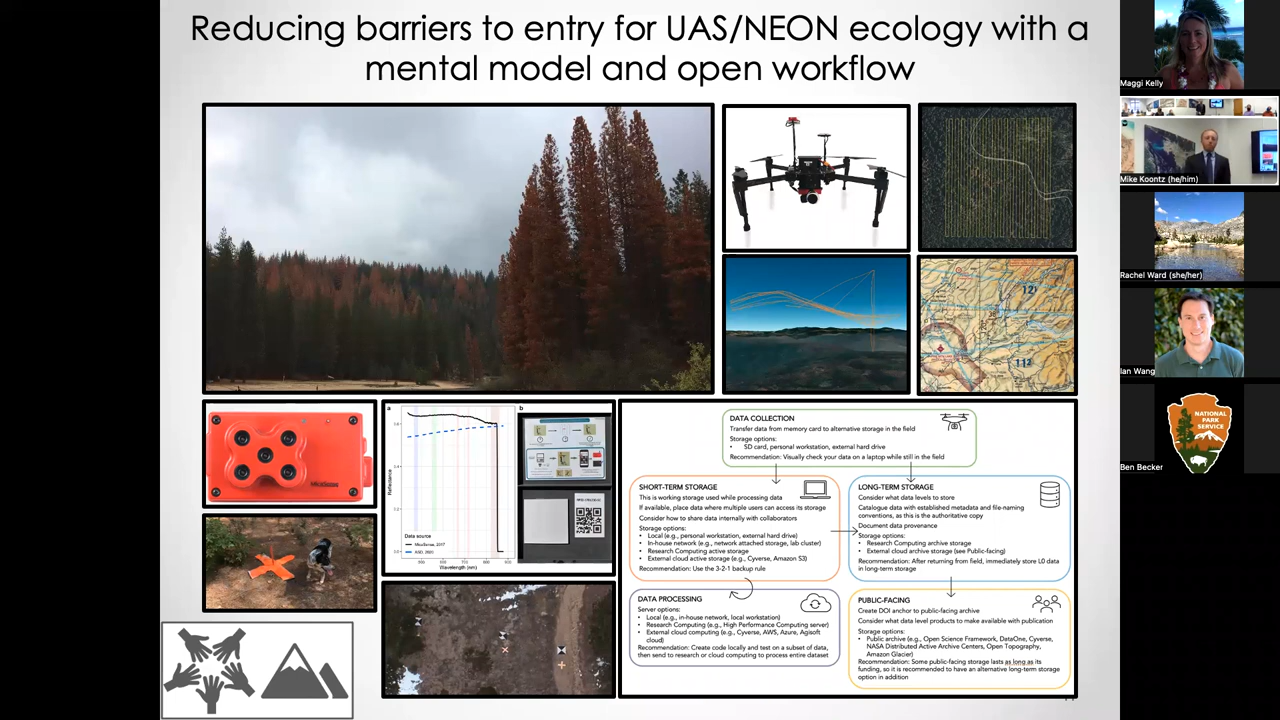 Reducing barriers to entry for UAS/NEON ecology with a
mental model and open workflow
121
112
MicaSense
a
b
Reflectance
Data source
MicaSense, 2017
Wavelength (nm)
DATA COLLECTION
Transfer data from memory card to alternative storage in the field
Storage options:
• SD card, personal workstation, external hard drive
Recommendation: Visually check your data on a laptop while still in the field
SHORT-TERM STORAGE
This is working storage used while processing data
If available, place data where multiple users can access its storage
Consider how to share data internally with collaborators
Storage options:
• Local (e.g., personal workstation, external hard drive)
• In-house network (e.g., network attached storage, lab cluster)
• Research Computing active storage
• External cloud active storage (e.g., Cyverse, Amazon S3)
Recommendation: Use the 3-2-1 backup rule
LONG-TERM STORAGE
Consider what data levels to store
Catalogue data with established metadata and file-naming
conventions, as this is the authoritative copy
Document data provenance
Storage options:
• Research Computing archive storage
• External cloud archive storage (see Public-facing)
Recommendation: After returning from field, immediately store L0 data
in long-term storage
DATA PROCESSING
Server options:
• Local (e.g., in-house network, local workstation)
• Research Computing (e.g., High Performance Computing server)
• External cloud computing (e.g., Cyverse, AWS, Azure, Agisoft
cloud)
Recommendation: Create code locally and test on a subset of data,
then send to research or cloud computing to process entire dataset
PUBLIC-FACING
Create DOI anchor to public-facing archive
Consider what data level products to make available with publication
Storage options:
• Public archive (e.g., Open Science Framework, DataOne, Cyverse,
NASA Distributed Active Archive Centers, Open Topography,
Amazon Glacier)
Recommendation: Some public-facing storage lasts as long as its
funding, so it is recommended to have an alternative long-term storage
option in addition
Maggi Kelly
Mike Koontz (he/him)
Rachel Ward (she/her)
Ian Wang
NATIONAL
PARK
SERVICE
Ben Becker